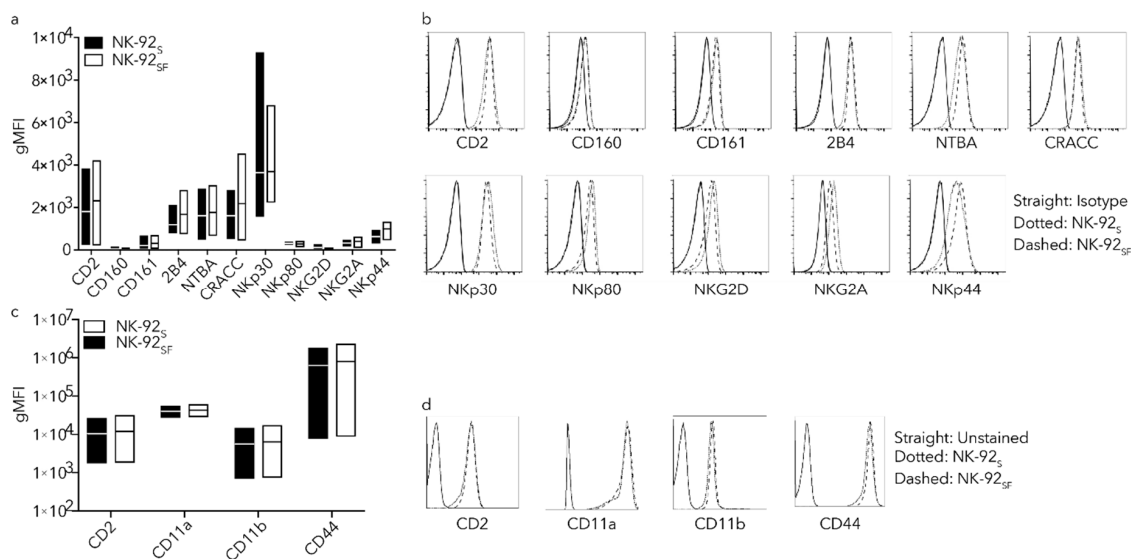 a
1×10⁴
8×10³
6×10³
4×10³
2×10³
0
gMFI
NK-92S
NK-92SF
CD2
CD160
CD161
2B4
NTBA
CRACC
NKp30
NKp80
NKG2D
NKG2A
NKp44
b
CD2
CD160
CD161
2B4
NTBA
CRACC
NKp30
NKp80
NKG2D
NKG2A
NKp44
Straight: Isotype
Dotted: NK-92S
Dashed: NK-92SF
c
1×10⁷
1×10⁶
1×10⁵
1×10⁴
1×10³
1×10²
gMFI
NK-92S
NK-92SF
CD2
CD11a
CD11b
CD44
d
CD2
CD11a
CD11b
CD44
Straight: Unstained
Dotted: NK-92S
Dashed: NK-92SF